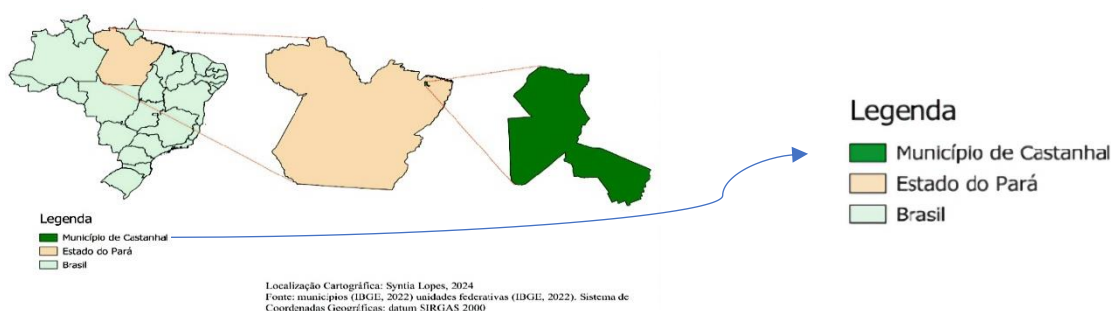 Legenda
Município de Castanhal
Estado do Pará
Brasil
Localização Cartográfica: Syntia Lopes, 2024
Fonte: municípios (IBGE, 2022) unidades federativas (IBGE, 2022). Sistema de
Coordenadas Geográficas: datum SIRGAS 2000
Legenda
Município de Castanhal
Estado do Pará
Brasil